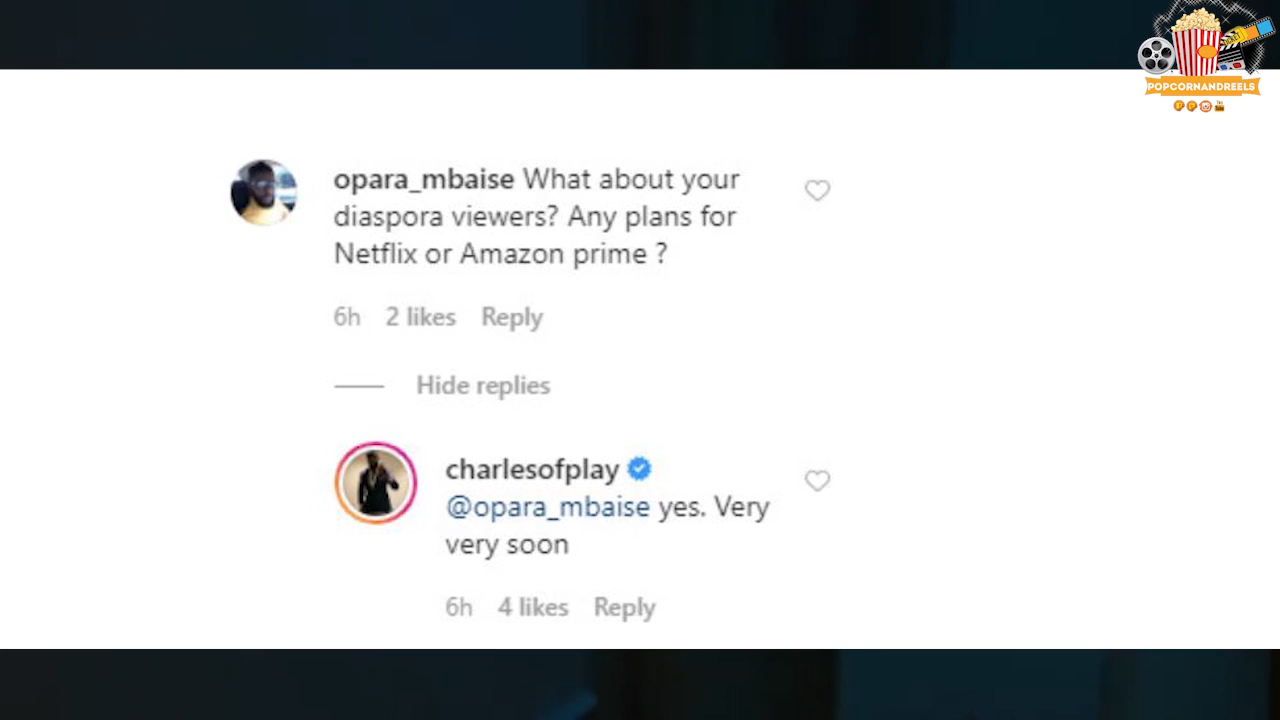 POPCORNANDREELS
opara_mbaise What about your
diaspora viewers? Any plans for
Netflix or Amazon prime ?
6h 2 likes Reply
Hide replies
charlesofplay
@opara_mbaise yes. Very
very soon
6h 4 likes Reply